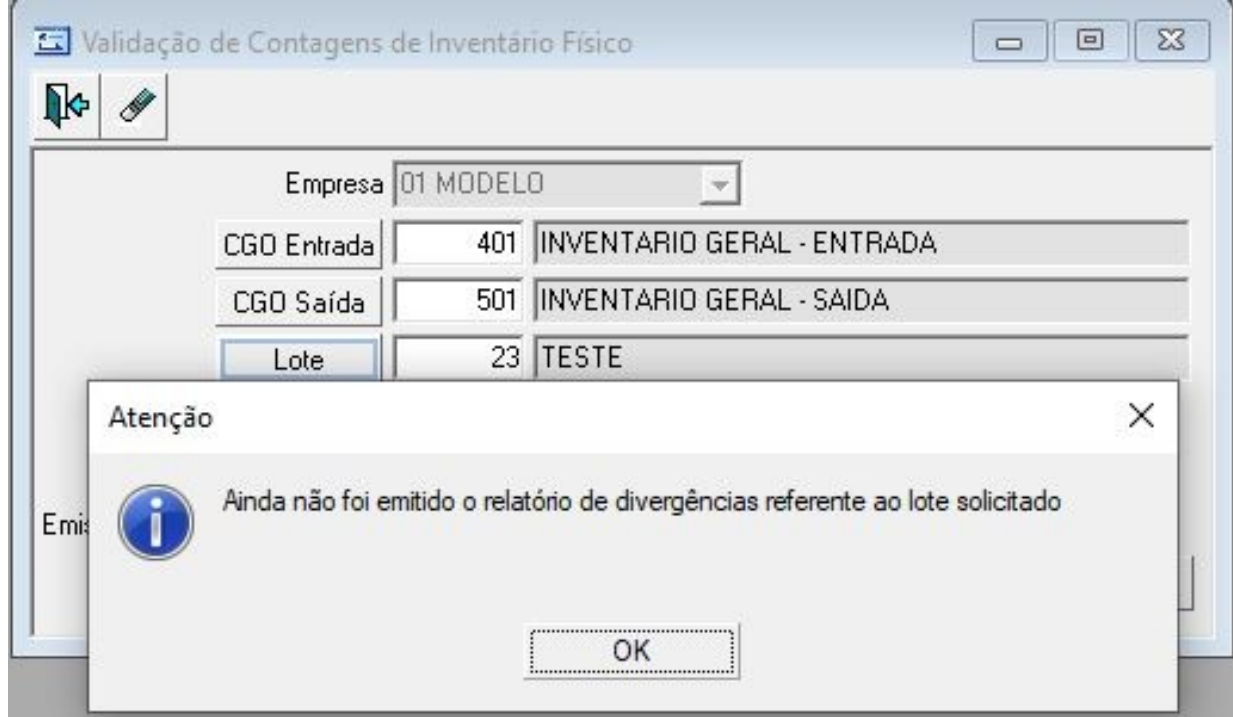 Validação de Contagens de Inventário Físico
Empresa 01 MODELO
CGO Entrada 401 INVENTARIO GERAL - ENTRADA
CGO Saída 501 INVENTARIO GERAL - SAIDA
Lote 23 TESTE
Atenção
Ainda não foi emitido o relatório de divergências referente ao lote solicitado
Emis
OK